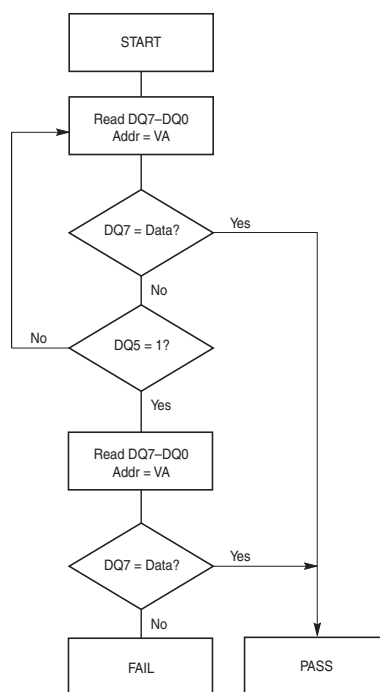 START
Read DQ7–DQ0
Addr = VA
DQ7 = Data?
Yes
No
No
DQ5 = 1?
Yes
Read DQ7–DQ0
Addr = VA
DQ7 = Data?
Yes
No
FAIL
PASS